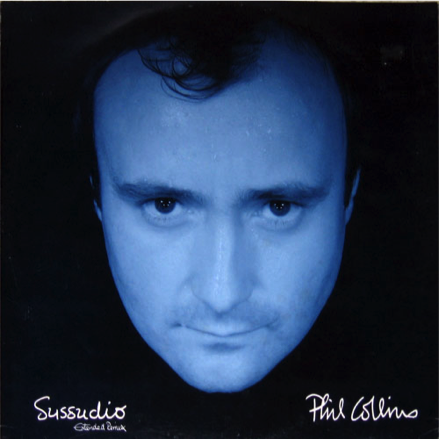 Sussudio
Extended Remix
Phil Collins